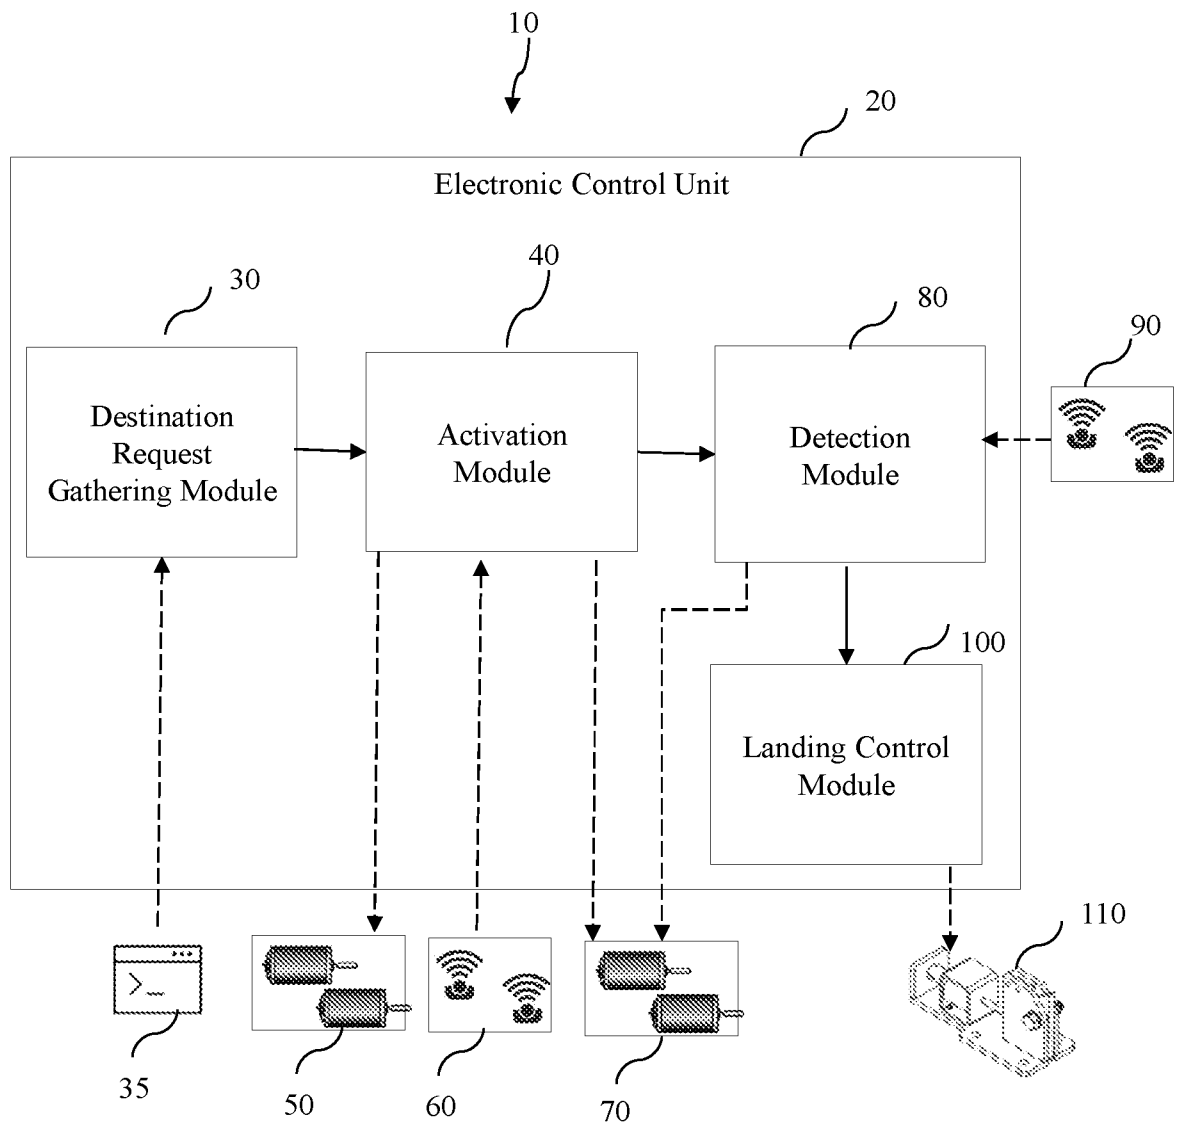 10
20
Electronic Control Unit
30
40
80
90
Destination
Request
Gathering Module
Activation
Module
Detection
Module
100
Landing Control
Module
110
>_
35
50
60
70